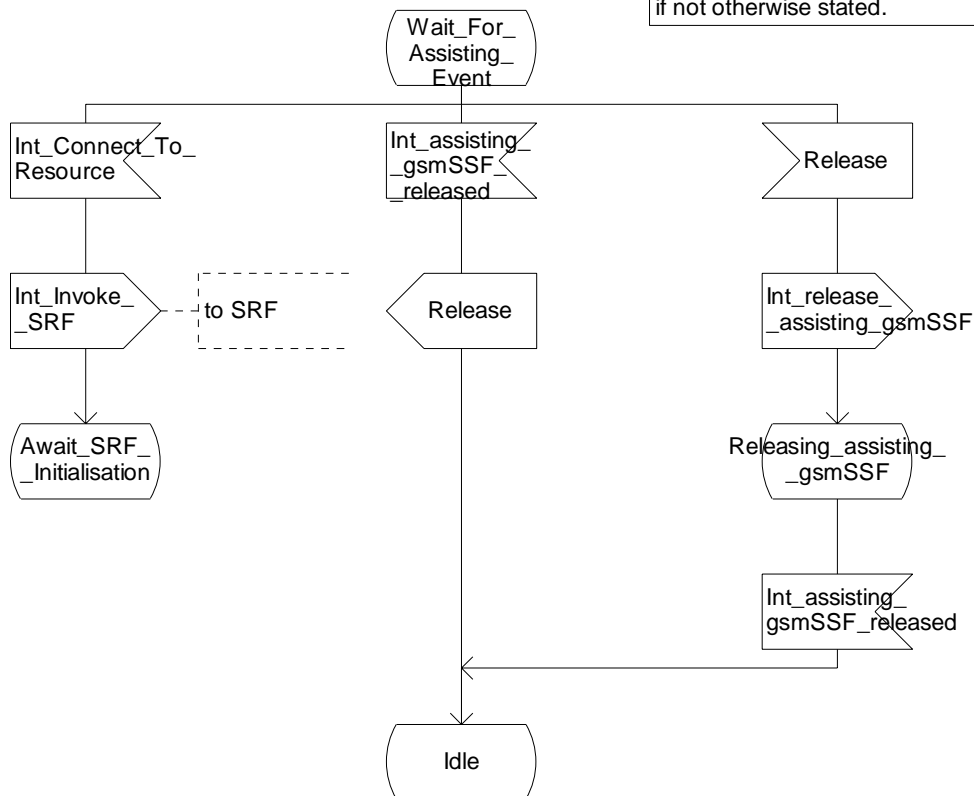 if not otherwise stated.
Wait_For_
Assisting_
Event
Int_Connect_To_
Resource
Int_assisting_
_gsmSSF_
_released
Release
Int_Invoke_
_SRF
to SRF
Release
Int_release_
_assisting_gsmSSF
Await_SRF_
_Initialisation
Releasing_assisting_
_gsmSSF
Int_assisting_
gsmSSF_released
Idle